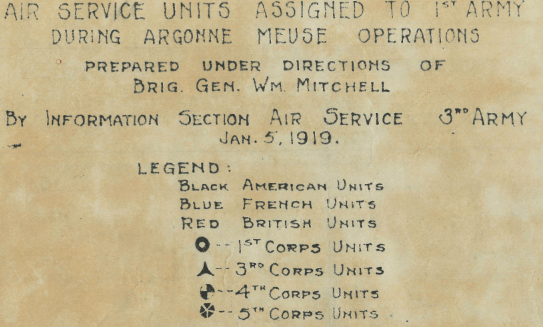 AIR SERVICE UNITS ASSIGNED TO 1ST ARMY
DURING ARGONNE MEUSE OPERATIONS
PREPARED UNDER DIRECTIONS OF
BRIG. GEN. WM. MITCHELL
BY INFORMATION SECTION AIR SERVICE 3RD ARMY
JAN. 5, 1919.
LEGEND:
BLACK AMERICAN UNITS
BLUE FRENCH UNITS
RED BRITISH UNITS
-- 1ST CORPS UNITS
-- 3RD CORPS UNITS
-- 4TH CORPS UNITS
-- 5TH CORPS UNITS